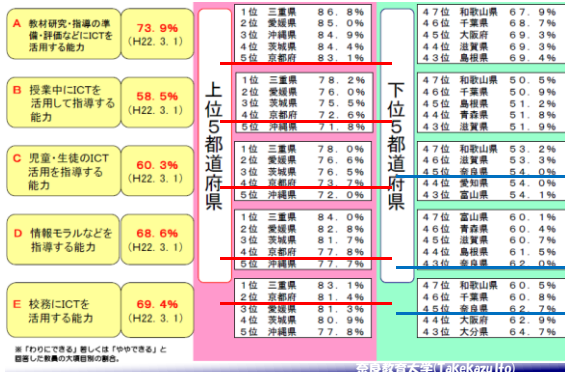 A 教材研究・指導の準
備・評価などにICTを
活用する能力
73.9%
(H22.3.1)
B 授業中にICTを
活用して指導する
能力
58.5%
(H22.3.1)
C 児童・生徒のICT
活用を指導する
能力
60.3%
(H22.3.1)
D 情報モラルなどを
指導する能力
68.6%
(H22.3.1)
E 校務にICTを
活用する能力
69.4%
(H22.3.1)
※「わりにできる」若しくは「ややできる」と
回答した教員の大項目別の割合。
上位5都道府県
1位 三重県 86.8%
2位 愛媛県 85.0%
3位 沖縄県 84.9%
4位 茨城県 84.4%
5位 京都府 83.1%
1位 三重県 78.2%
2位 愛媛県 76.0%
3位 茨城県 75.5%
4位 京都府 72.6%
5位 沖縄県 71.8%
1位 三重県 78.0%
2位 愛媛県 76.6%
3位 茨城県 76.5%
4位 京都府 73.7%
5位 沖縄県 72.0%
1位 三重県 84.0%
2位 愛媛県 82.8%
3位 茨城県 81.7%
4位 京都府 77.8%
5位 沖縄県 77.7%
1位 三重県 83.1%
2位 京都府 81.4%
3位 愛媛県 81.3%
4位 茨城県 80.9%
5位 沖縄県 77.8%
下位5都道府県
47位 和歌山県 67.9%
46位 千葉県 68.7%
45位 大阪府 69.3%
44位 滋賀県 69.3%
43位 島根県 69.4%
47位 和歌山県 50.5%
46位 千葉県 50.9%
45位 島根県 51.2%
44位 青森県 51.8%
43位 滋賀県 51.9%
47位 和歌山県 53.2%
46位 滋賀県 53.3%
45位 奈良県 54.0%
44位 愛知県 54.0%
43位 富山県 54.1%
47位 富山県 60.1%
46位 青森県 60.4%
45位 滋賀県 60.7%
44位 島根県 61.5%
43位 奈良県 62.0%
47位 和歌山県 60.5%
46位 千葉県 60.8%
45位 奈良県 62.7%
44位 大阪府 62.9%
43位 大分県 64.7%
奈良教育大学(TakeKazu Ito)